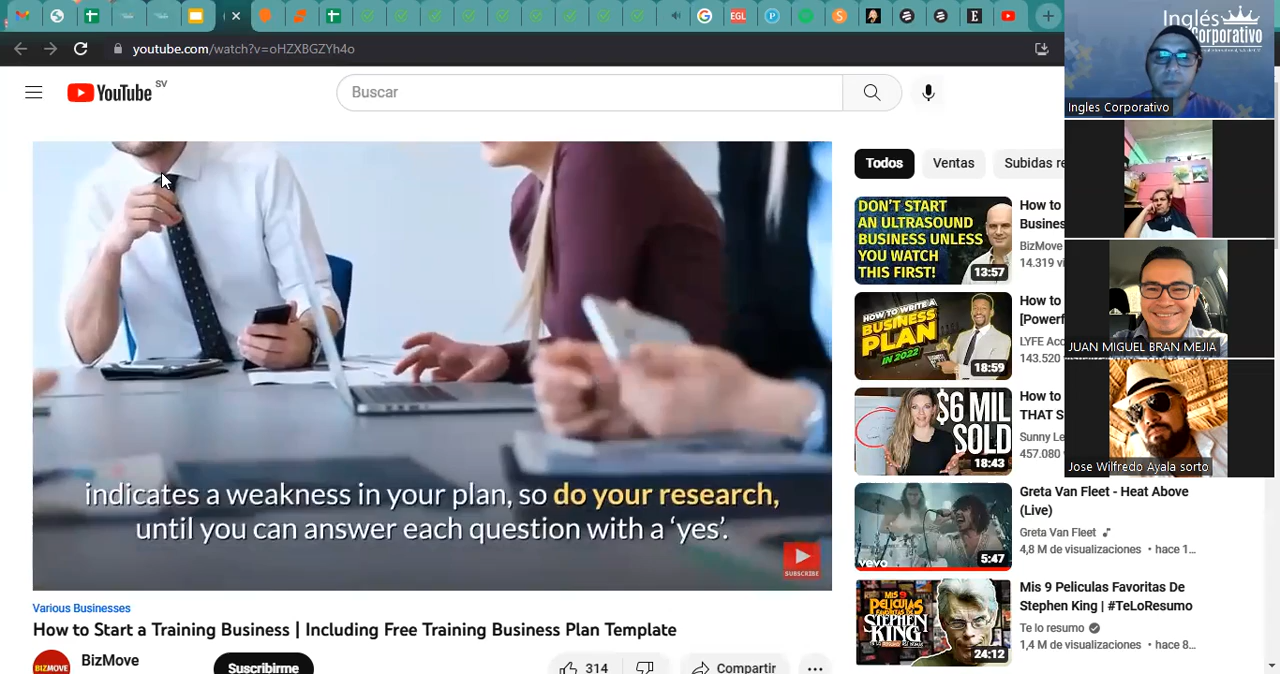 EGL
youtube.com/watch?v=oHZXBGZYh4o
YouTube SV
Buscar
Inglés
Corporativo
Ingles Corporativo
Todos
Ventas
Subidas re
DON'T START
AN ULTRASOUND
BUSINESS UNLESS
YOU WATCH
THIS FIRST!
13:57
How to
Busines
BizMove
14.319 vi
HOW TO WRITE A
BUSINESS
PLAN
IN 2022
18:59
How to
[Powerf
LYFE Acc
143.520
JUAN MIGUEL BRAN MEJIA
$6 MIL
SOLD
18:43
How to
THAT S
Sunny Le
457.080
Jose Wilfredo Ayala sorto
indicates a weakness in your plan, so do your research,
until you can answer each question with a 'yes'.
SUBSCRIBE
vevo
5:47
Greta Van Fleet - Heat Above
(Live)
Greta Van Fleet
4,8 M de visualizaciones • hace 1...
MIS 9
PELICULAS
FAVORITAS DE
STEPHEN
KING
24:12
Mis 9 Peliculas Favoritas De
Stephen King | #TeLoResumo
Te lo resumo
1,4 M de visualizaciones • hace 8...
Various Businesses
How to Start a Training Business | Including Free Training Business Plan Template
BIZMOVE
BizMove
Suscribirme
314
Compartir